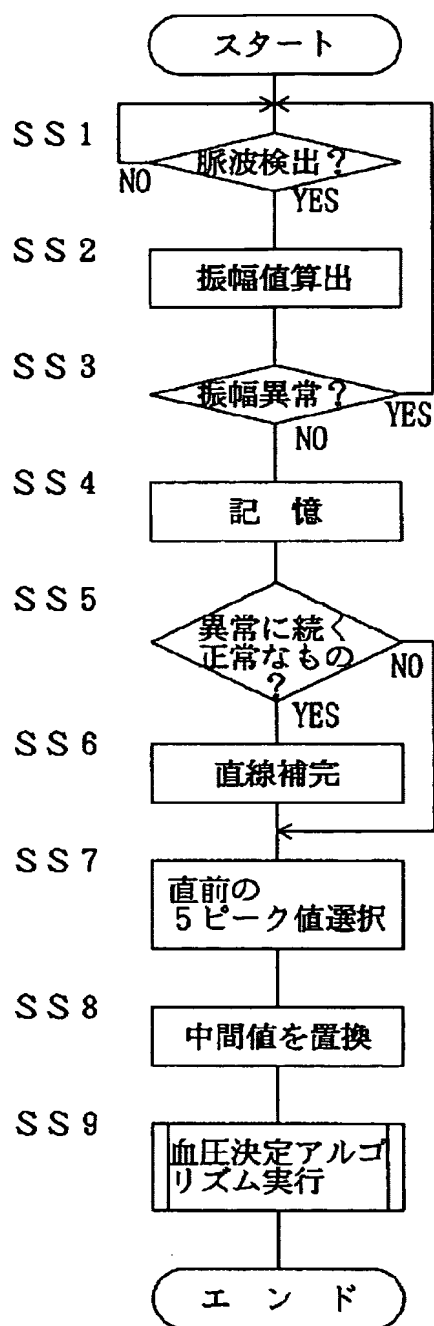 スタート
SS1
脈波検出?
NO
YES
SS2
振幅値算出
SS3
振幅異常?
YES
NO
SS4
記 憶
SS5
異常に続く
正常なもの
?
NO
YES
SS6
直線補完
SS7
直前の
5ピーク値選択
SS8
中間値を置換
SS9
血圧決定アルゴ
リズム実行
エ ン ド